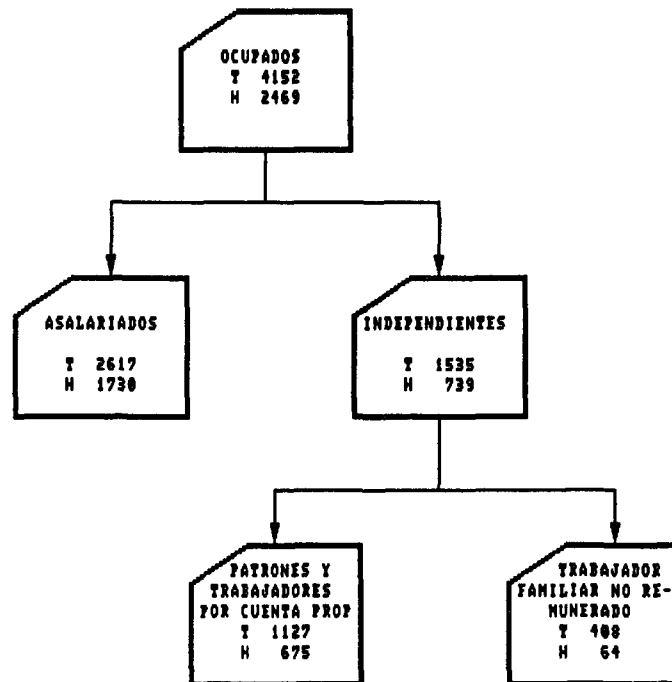 OCUPADOS
T 4152
H 2469
ASALARIADOS
T 2617
H 1730
INDEPENDIENTES
T 1535
H 739
PATRONES Y
TRABAJADORES
POR CUENTA PROP
T 1127
H 675
TRABAJADOR
FAMILIAR NO RE-
MUNERADO
T 408
H 64